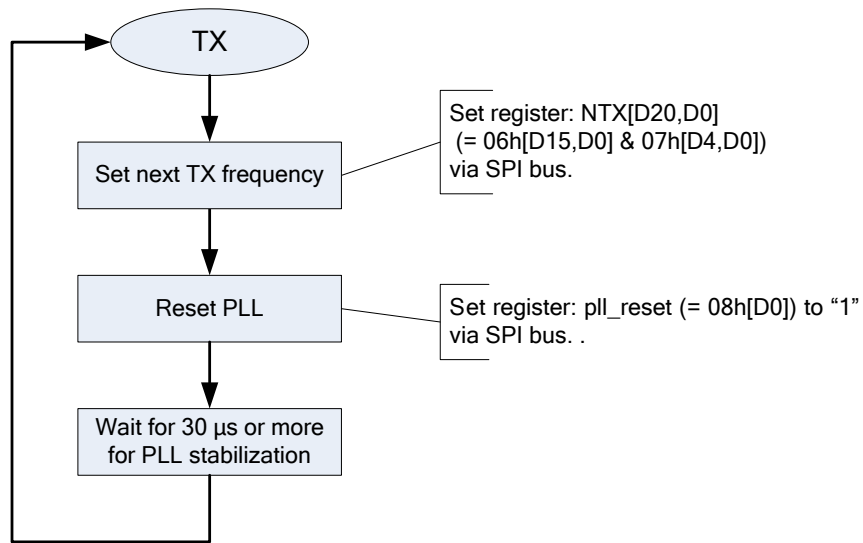 TX
Set next TX frequency
Set register: NTX[D20,D0]
(= 06h[D15,D0] & 07h[D4,D0])
via SPI bus.
Reset PLL
Set register: pll_reset (= 08h[D0]) to “1”
via SPI bus. .
Wait for 30 µs or more
for PLL stabilization